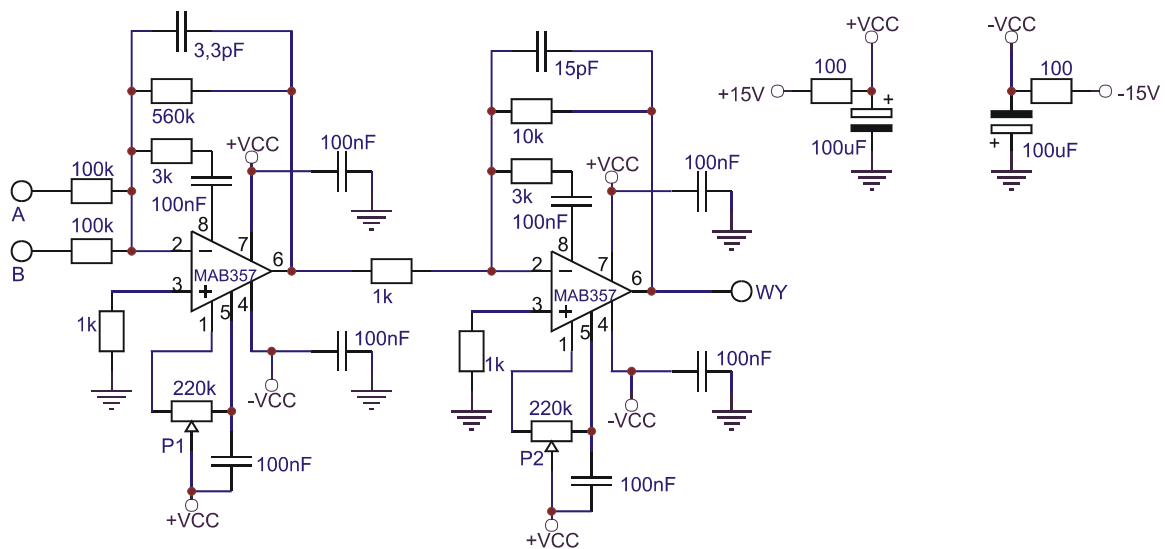 3,3pF
560k
3k
100nF
100k
A
100k
B
+VCC
100nF
8
2
7
6
MAB357
3
5
4
1
1k
220k
P1
100nF
+VCC
-VCC
100nF
1k
15pF
10k
3k
100nF
+VCC
100nF
8
2
7
6
MAB357
3
5
4
1
1k
WY
220k
P2
100nF
+VCC
-VCC
100nF
+VCC
100
+15V
+
100uF
-VCC
100
-15V
+
100uF